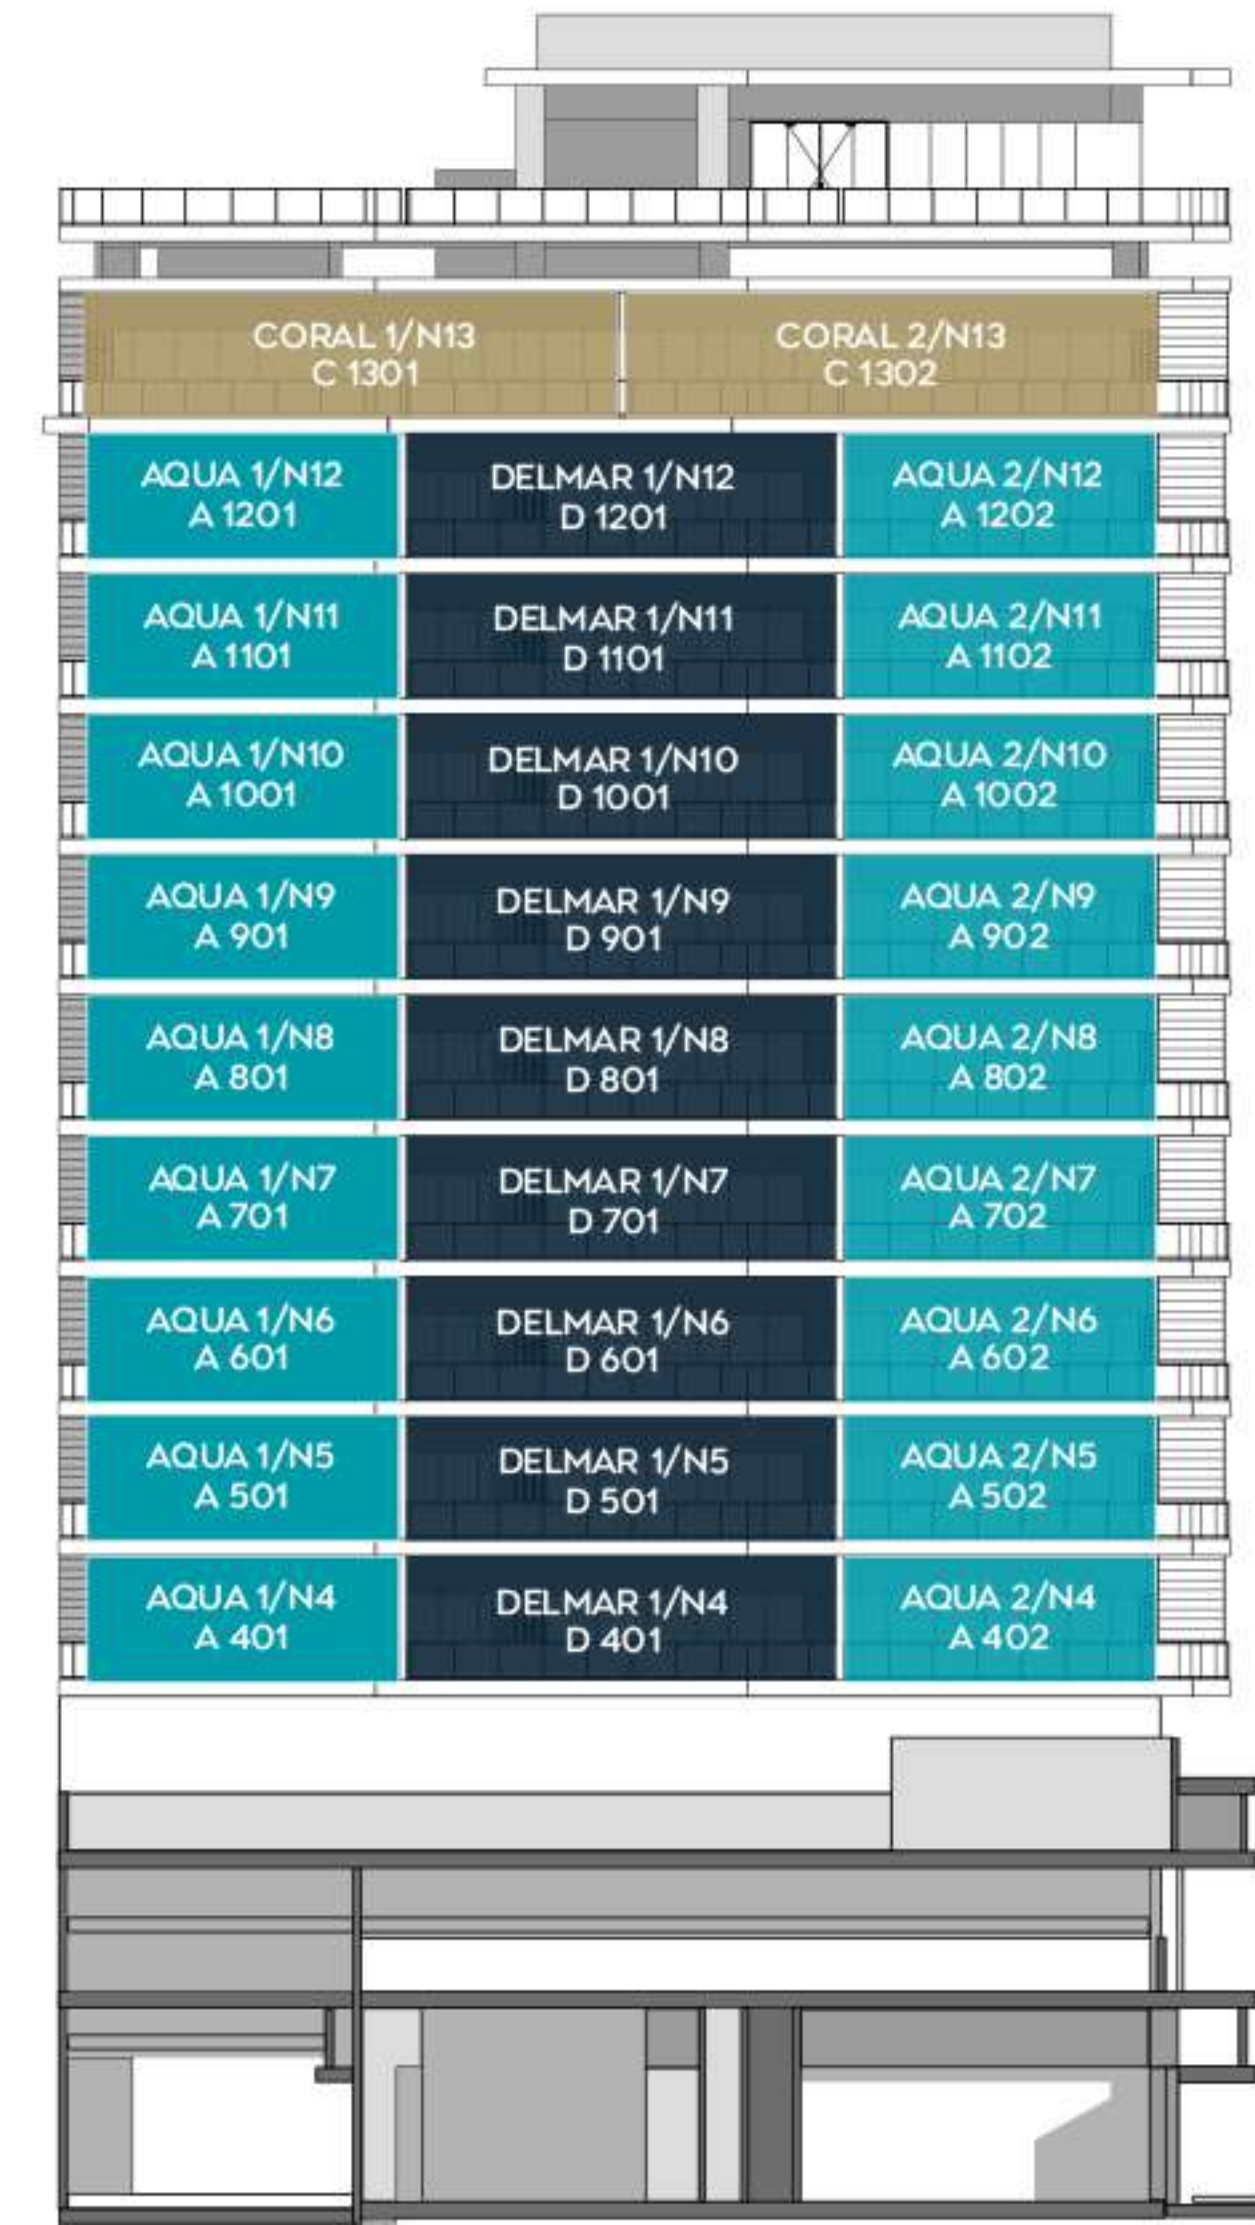 CORAL 1/N13
C 1301
CORAL 2/N13
C 1302
AQUA 1/N12
A 1201
DELMAR 1/N12
D 1201
AQUA 2/N12
A 1202
AQUA 1/N11
A 1101
DELMAR 1/N11
D 1101
AQUA 2/N11
A 1102
AQUA 1/N10
A 1001
DELMAR 1/N10
D 1001
AQUA 2/N10
A 1002
AQUA 1/N9
A 901
DELMAR 1/N9
D 901
AQUA 2/N9
A 902
AQUA 1/N8
A 801
DELMAR 1/N8
D 801
AQUA 2/N8
A 802
AQUA 1/N7
A 701
DELMAR 1/N7
D 701
AQUA 2/N7
A 702
AQUA 1/N6
A 601
DELMAR 1/N6
D 601
AQUA 2/N6
A 602
AQUA 1/N5
A 501
DELMAR 1/N5
D 501
AQUA 2/N5
A 502
AQUA 1/N4
A 401
DELMAR 1/N4
D 401
AQUA 2/N4
A 402